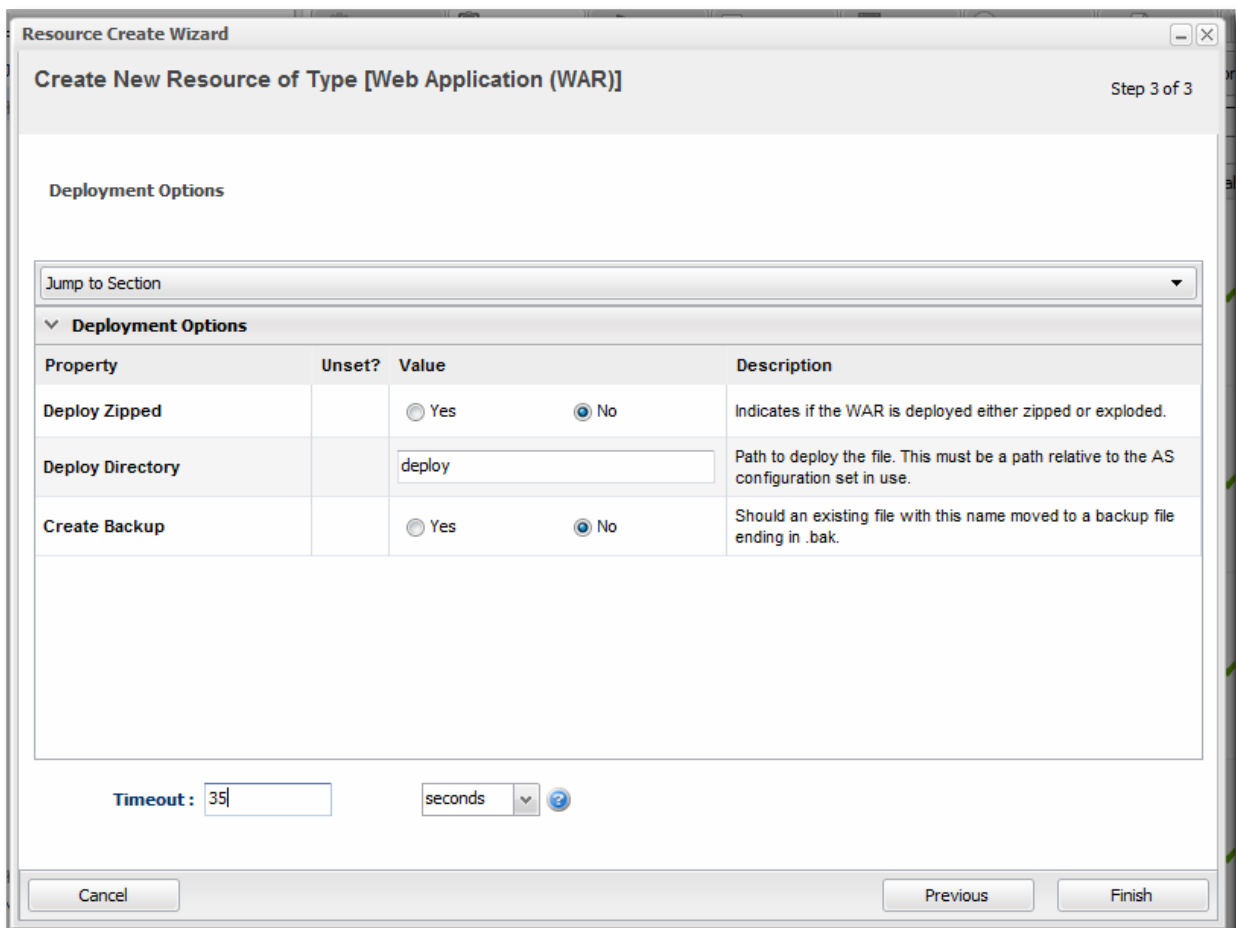 Resource Create Wizard
Create New Resource of Type [Web Application (WAR)]
Step 3 of 3
Deployment Options
Jump to Section
Deployment Options
Property Unset? Value Description
Deploy Zipped Yes No Indicates if the WAR is deployed either zipped or exploded.
Deploy Directory deploy Path to deploy the file. This must be a path relative to the AS
configuration set in use.
Create Backup Yes No Should an existing file with this name moved to a backup file
ending in .bak.
Timeout : 35 seconds ?
Cancel Previous Finish